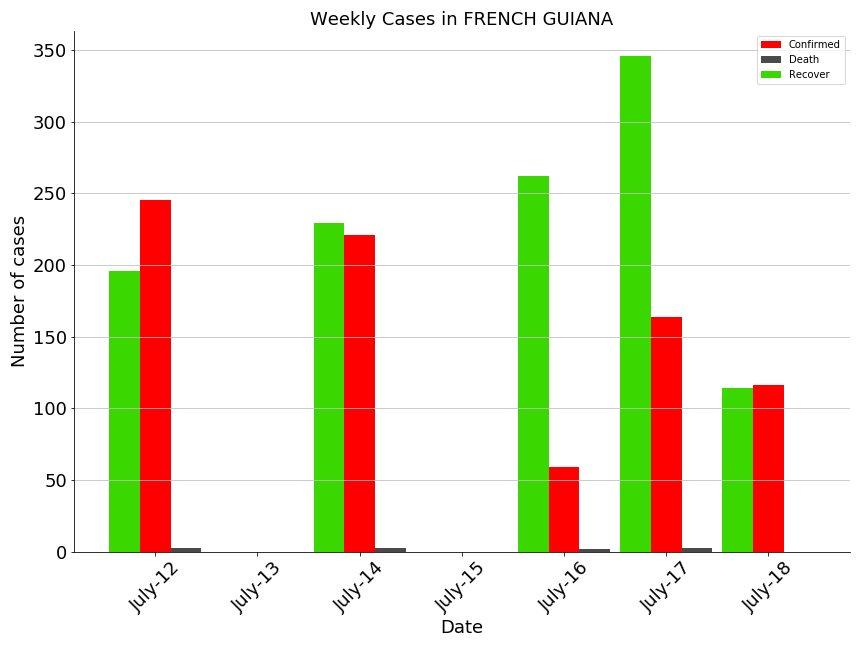 Weekly Cases in FRENCH GUIANA
Confirmed
Death
Recover
Number of cases
350
300
250
200
150
100
50
0
July-12
July-13
July-14
July-15
July-16
July-17
July-18
Date